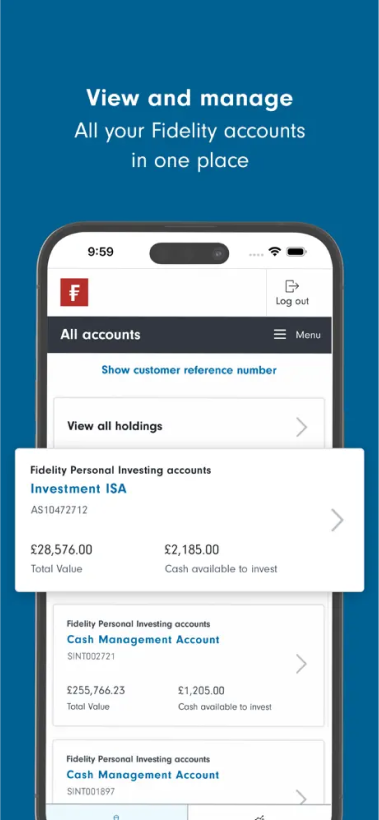 View and manage
All your Fidelity accounts
in one place
9:59
Log out
All accounts
Menu
Show customer reference number
View all holdings
Fidelity Personal Investing accounts
Investment ISA
AS10472712
£28,576.00 £2,185.00
Total Value Cash available to invest
Fidelity Personal Investing accounts
Cash Management Account
SINT002721
£255,766.23 £1,205.00
Total Value Cash available to invest
Fidelity Personal Investing accounts
Cash Management Account
SINT001897